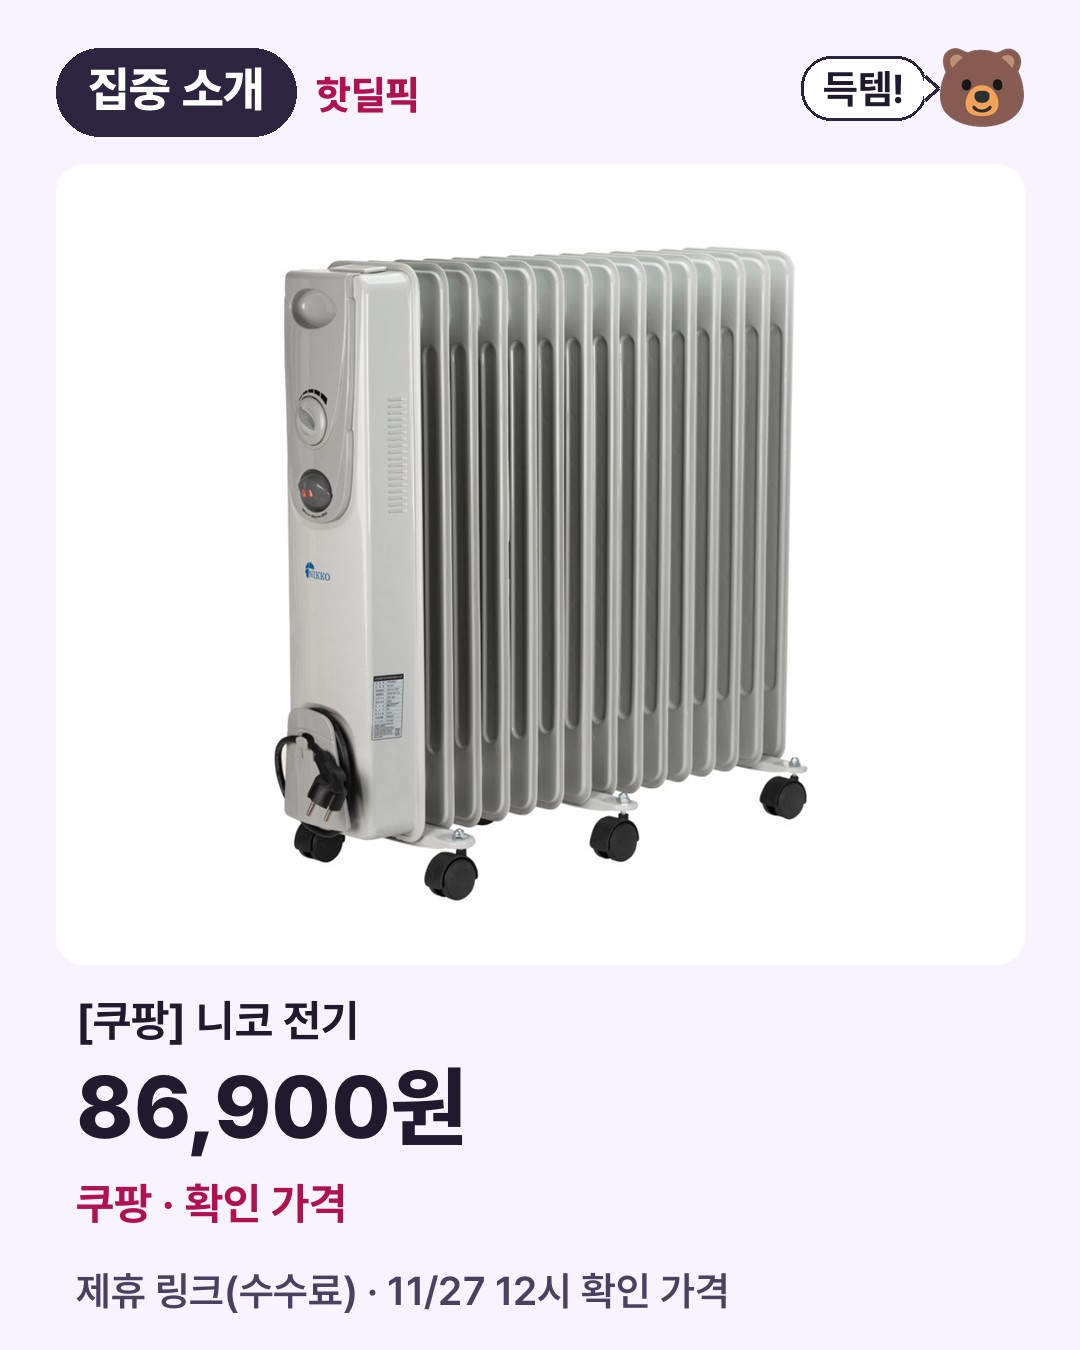 집중 소개
핫딜픽
득템!
NIKKO
[쿠팡] 니코 전기
86,900원
쿠팡 · 확인 가격
제휴 링크(수수료) · 11/27 12시 확인 가격